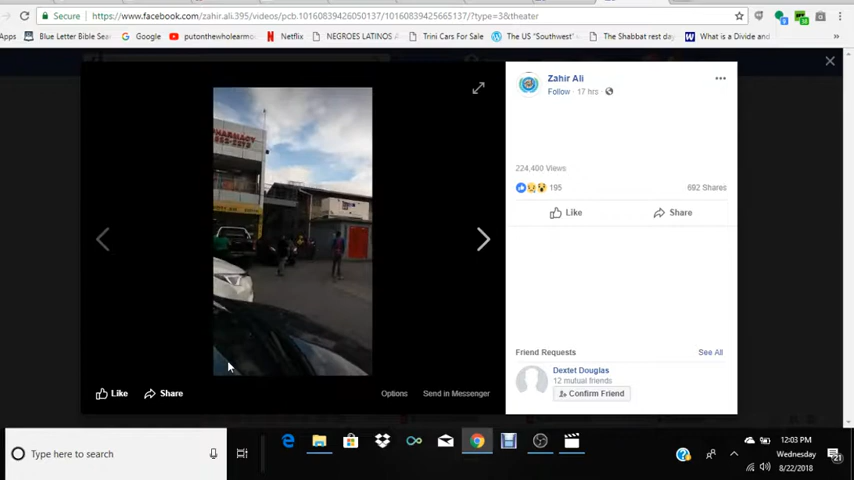 Secure
https://www.facebook.com/zahir.ali.395/videos/pcb.10160839426050137/10160839425665137/?type=3&theater
Apps
Blue Letter Bible Sea
Google
putonthewholearmo
Netflix
NEGROES LATINOS A
Trini Cars For Sale
The US "Southwest"
The Shabbat rest day
What is a Divide and
Zahir Ali
Follow · 17 hrs ·
224,400 Views
195
692 Shares
Like
Share
PHARMACY
Friend Requests
See All
Dextet Douglas
12 mutual friends
Confirm Friend
Like
Share
Options
Send in Messenger
Type here to search
12:03 PM
Wednesday
8/22/2018
21